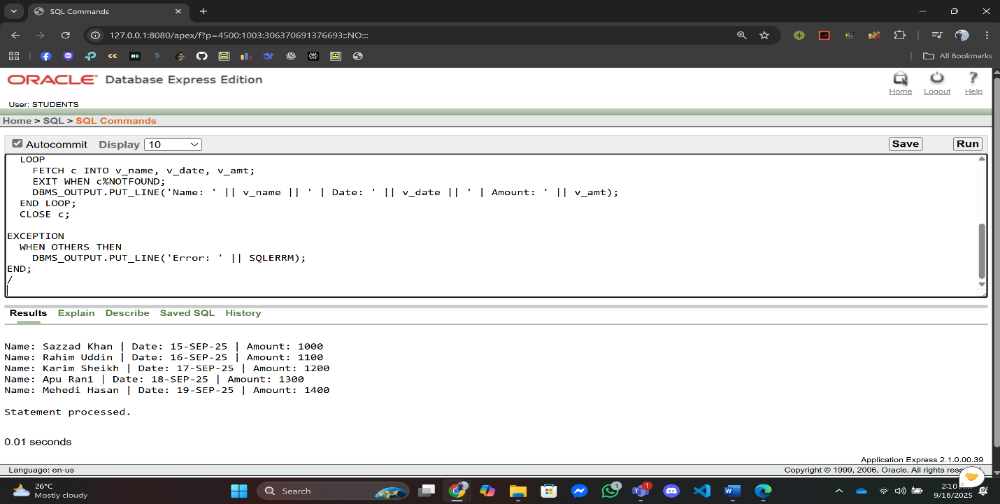 SQL Commands
127.0.0.1:8080/apex/f?p=4500:1003:306370691376693::NO:::
All Bookmarks
ORACLE Database Express Edition
Home Logout Help
User: STUDENTS
Home > SQL > SQL Commands
Autocommit Display 10 Save Run
LOOP
FETCH c INTO v_name, v_date, v_amt;
EXIT WHEN c%NOTFOUND;
DBMS_OUTPUT.PUT_LINE('Name: ' || v_name || ' | Date: ' || v_date || ' | Amount: ' || v_amt);
END LOOP;
CLOSE c;
EXCEPTION
WHEN OTHERS THEN
DBMS_OUTPUT.PUT_LINE('Error: ' || SQLERRM);
END;
/
Results Explain Describe Saved SQL History
Name: Sazzad Khan | Date: 15-SEP-25 | Amount: 1000
Name: Rahim Uddin | Date: 16-SEP-25 | Amount: 1100
Name: Karim Sheikh | Date: 17-SEP-25 | Amount: 1200
Name: Apu Rani | Date: 18-SEP-25 | Amount: 1300
Name: Mehedi Hasan | Date: 19-SEP-25 | Amount: 1400
Statement processed.
0.01 seconds
Application Express 2.1.0.00.39
Language: en-us Copyright © 1999, 2006, Oracle. All rights
26°C
Mostly cloudy
Search
1
1
2:10
9/16/2025